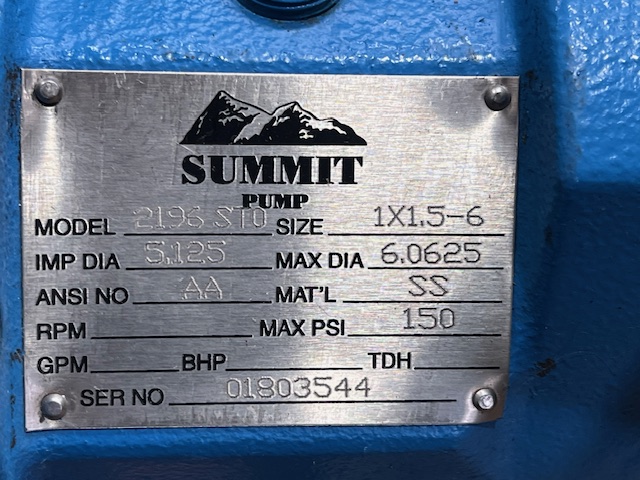 SUMMIT
PUMP
MODEL 2196 STO SIZE 1X1.5-6
IMP DIA 5.125 MAX DIA 6.0625
ANSI NO AA MAT'L SS
RPM MAX PSI 150
GPM BHP TDH
SER NO 01803544